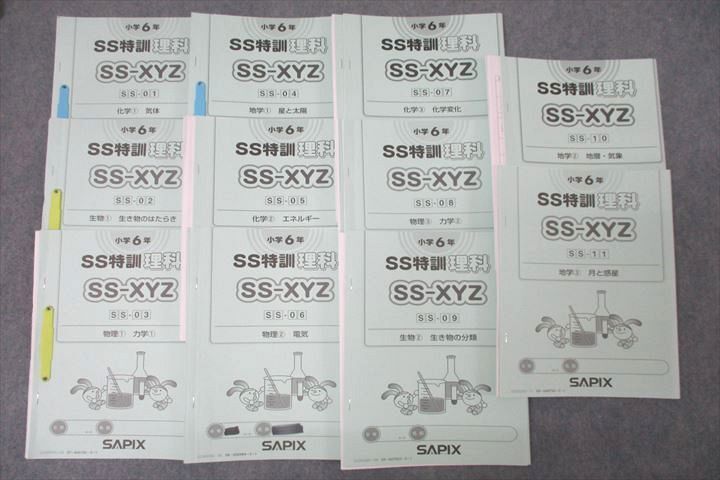 小学6年
SS特訓理科
SS-XYZ
SS-01
化学① 気体
小学6年
SS特訓理科
SS-XYZ
SS-02
生物① 生き物のはたらき
小学6年
SS特訓理科
SS-XYZ
SS-03
物理① 力学①
SAPIX
小学6年
SS特訓理科
SS-XYZ
SS-04
地学① 星と太陽
小学6年
SS特訓理科
SS-XYZ
SS-05
化学② エネルギー
小学6年
SS特訓理科
SS-XYZ
SS-06
物理② 電気
SAPIX
小学6年
SS特訓理科
SS-XYZ
SS-07
化学③ 化学変化
小学6年
SS特訓理科
SS-XYZ
SS-08
物理③ 力学②
小学6年
SS特訓理科
SS-XYZ
SS-09
生物② 生き物の分類
SAPIX
小学6年
SS特訓理科
SS-XYZ
SS-10
地学② 地層・気象
小学6年
SS特訓理科
SS-XYZ
SS-11
地学③ 月と惑星
SAPIX